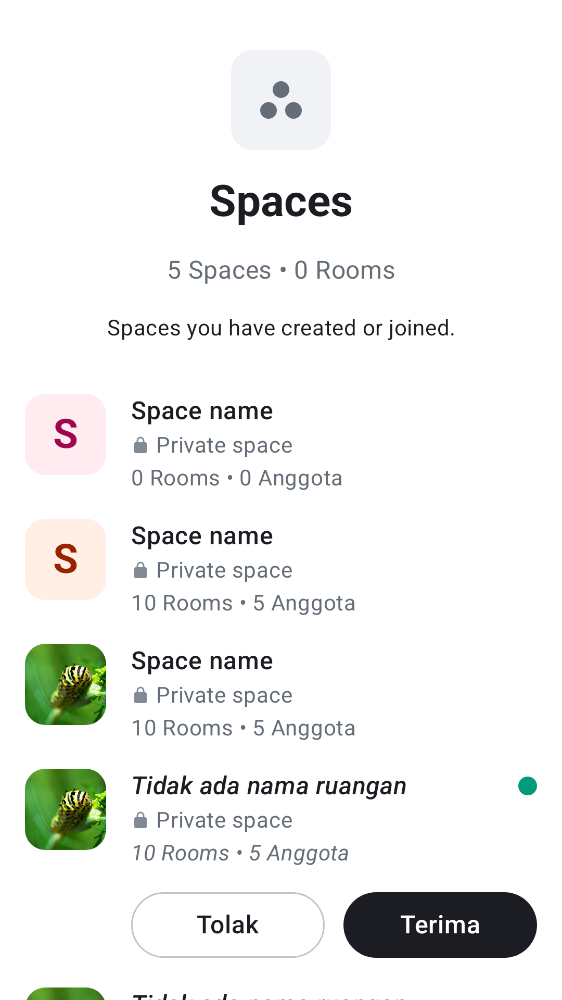 Spaces
5 Spaces • 0 Rooms
Spaces you have created or joined.
S
Space name
Private space
0 Rooms • 0 Anggota
S
Space name
Private space
10 Rooms • 5 Anggota
Space name
Private space
10 Rooms • 5 Anggota
Tidak ada nama ruangan
Private space
10 Rooms • 5 Anggota
Tolak
Terima